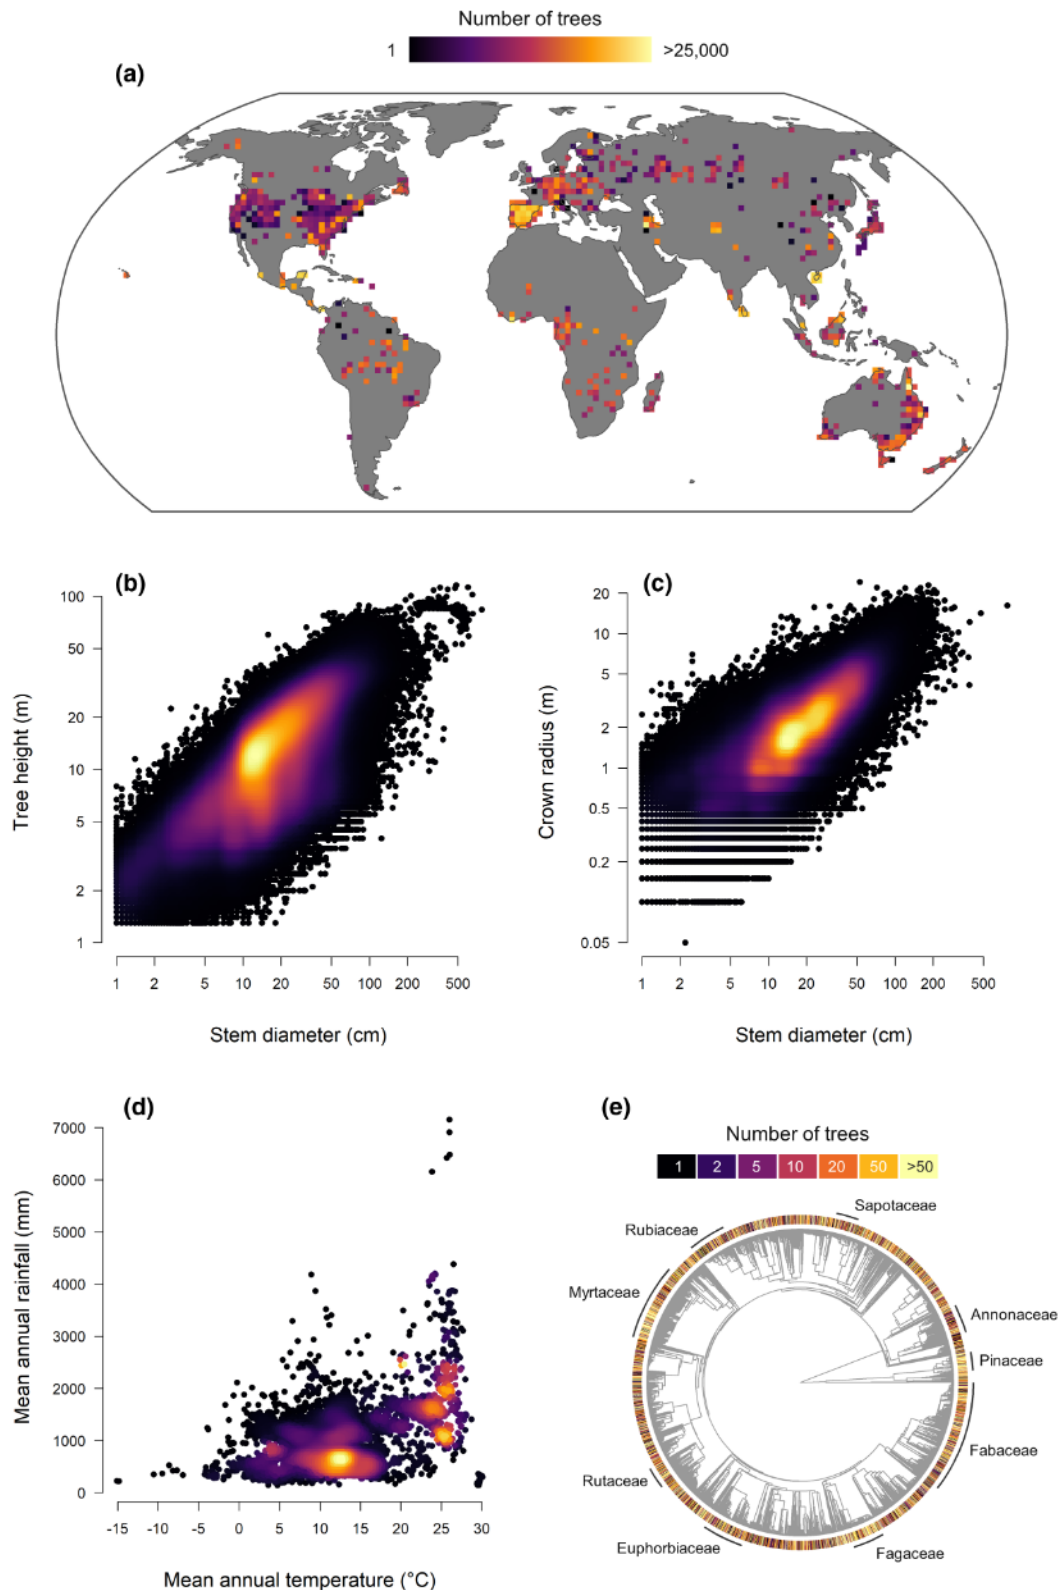 Number of trees
1 >25,000
(a)
(b)
100
50
20
10
5
2
1
Tree height (m)
1 2 5 10 20 50 100 200 500
Stem diameter (cm)
(c)
20
10
5
2
1
0.5
0.2
0.05
Crown radius (m)
1 2 5 10 20 50 100 200 500
Stem diameter (cm)
(d)
7000
6000
5000
4000
3000
2000
1000
0
Mean annual rainfall (mm)
-15 -10 -5 0 5 10 15 20 25 30
Mean annual temperature (°C)
(e)
Number of trees
1 2 5 10 20 50 >50
Sapotaceae
Rubiaceae
Myrtaceae
Annonaceae
Pinaceae
Fabaceae
Rutaceae
Euphorbiaceae
Fagaceae